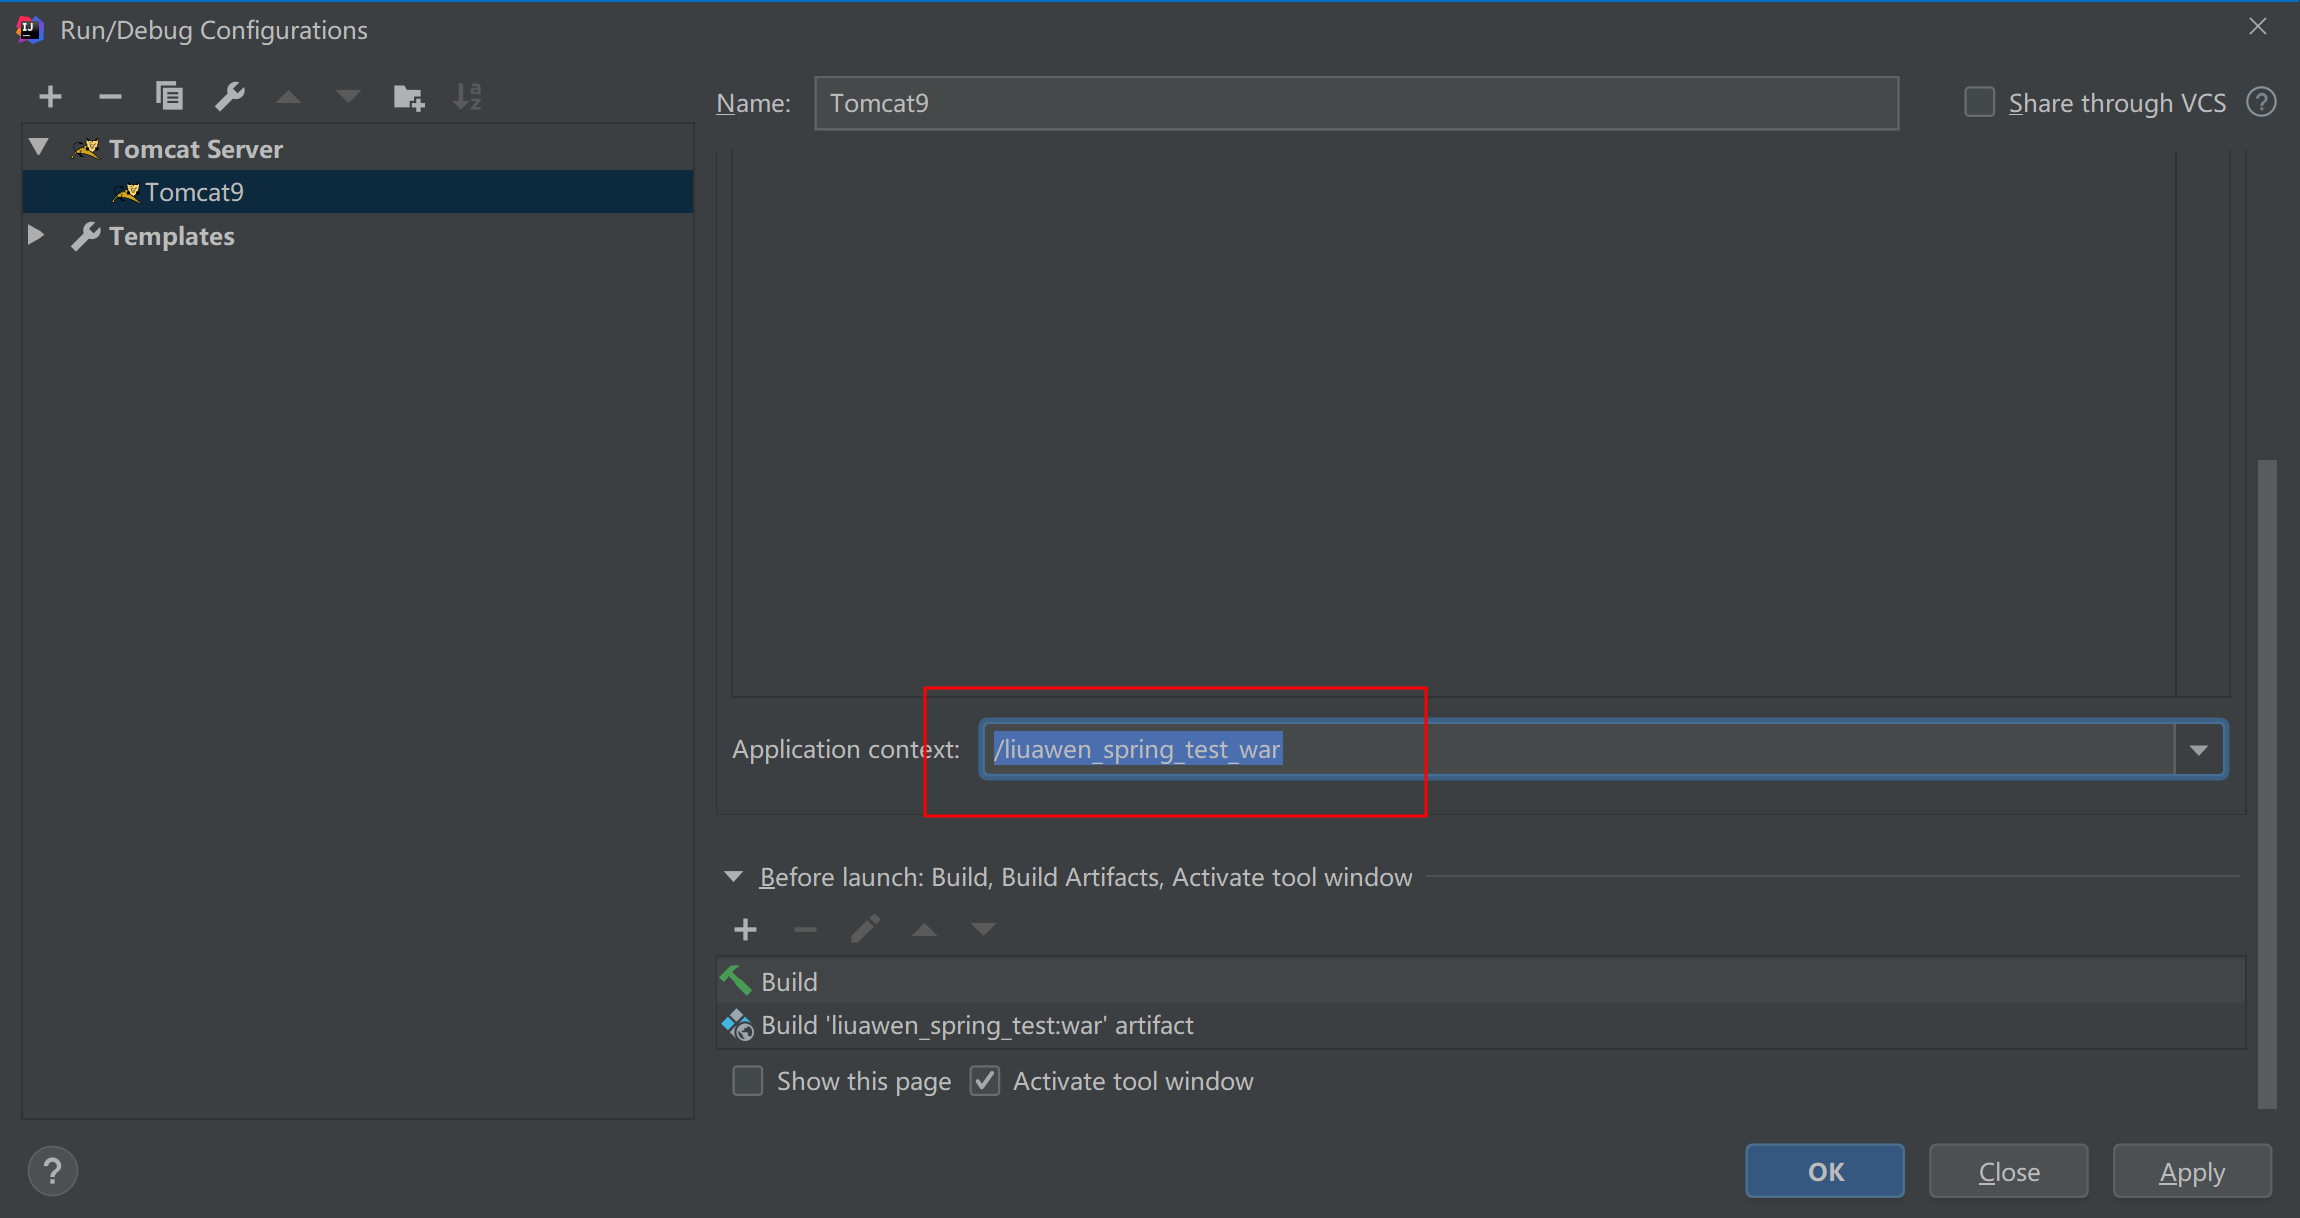 Run/Debug Configurations
Name: Tomcat9
Share through VCS
Tomcat Server
Tomcat9
Templates
Application context: /liuawen_spring_test_war
Before launch: Build, Build Artifacts, Activate tool window
Build
Build 'liuawen_spring_test:war' artifact
Show this page
Activate tool window
OK
Close
Apply